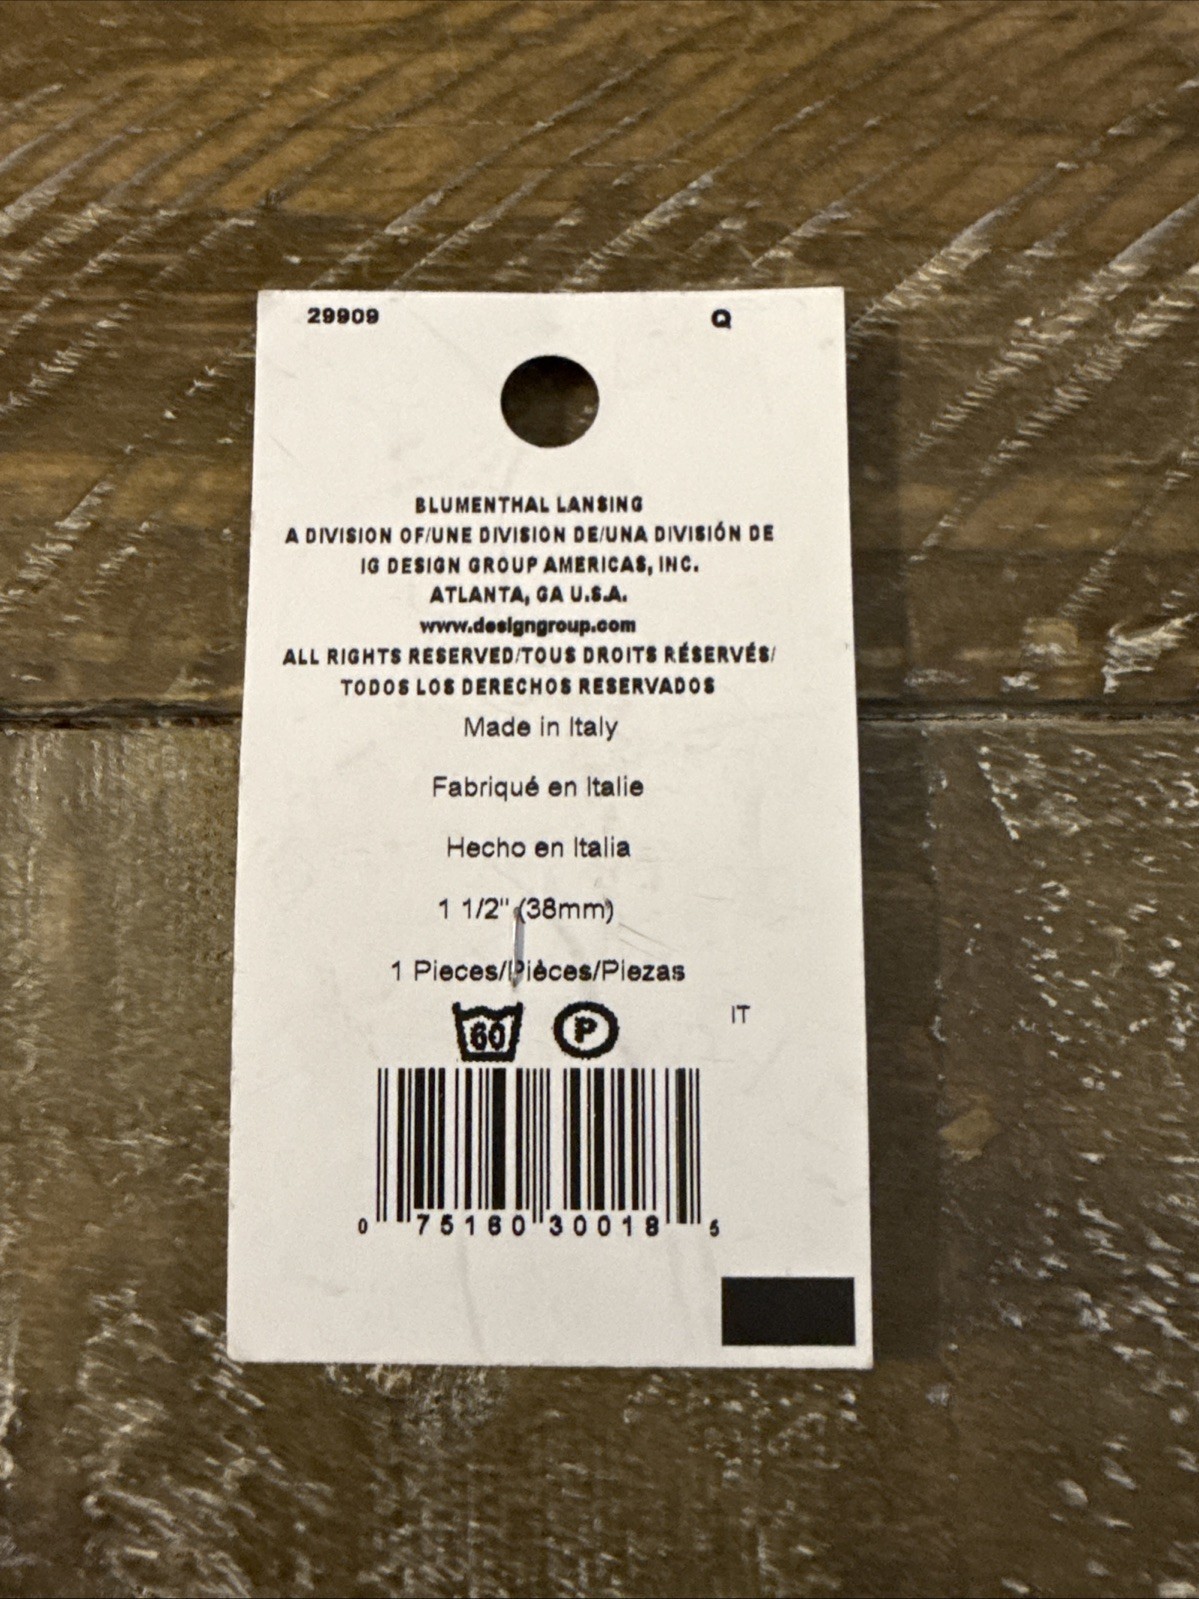 29909 Q
BLUMENTHAL LANSING
A DIVISION OF/UNE DIVISION DE/UNA DIVISIÓN DE
IG DESIGN GROUP AMERICAS, INC.
ATLANTA, GA U.S.A.
www.designgroup.com
ALL RIGHTS RESERVED/TOUS DROITS RÉSERVÉS/
TODOS LOS DERECHOS RESERVADOS
Made in Italy
Fabriqué en Italie
Hecho en Italia
1 1/2" (38mm)
1 Pieces/Pièces/Piezas
60 P IT
0 75160 30018 5